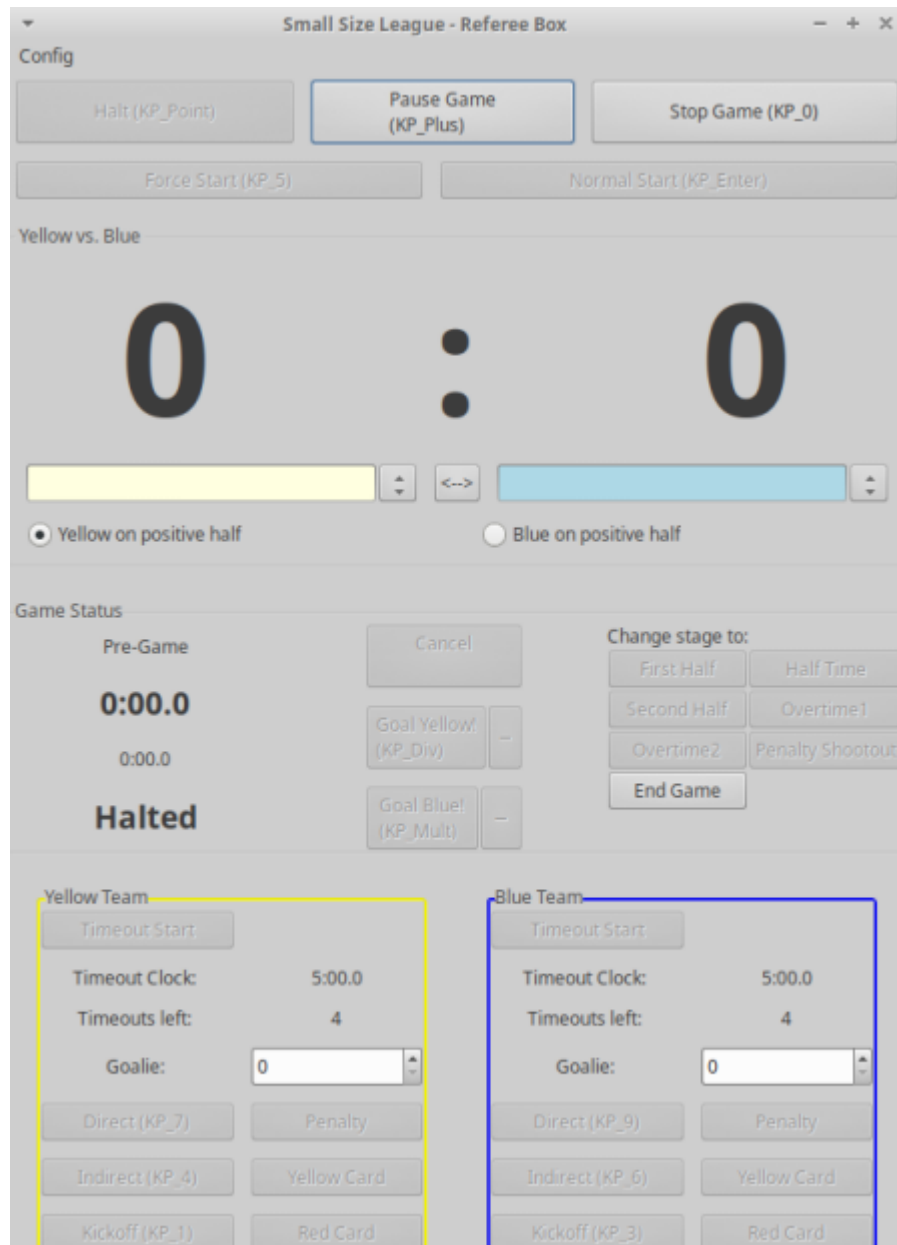 Small Size League - Referee Box
Config
Halt (KP_Point)
Pause Game
(KP_Plus)
Stop Game (KP_0)
Force Start (KP_5)
Normal Start (KP_Enter)
Yellow vs. Blue
0 : 0
<-->
Yellow on positive half
Blue on positive half
Game Status
Pre-Game
0:00.0
0:00.0
Halted
Cancel
Goal Yellow!
(KP_Div)
–
Goal Blue!
(KP_Mult)
–
Change stage to:
First Half
Half Time
Second Half
Overtime1
Overtime2
Penalty Shootout
End Game
Yellow Team
Timeout Start
Timeout Clock: 5:00.0
Timeouts left: 4
Goalie: 0
Direct (KP_7)
Penalty
Indirect (KP_4)
Yellow Card
Kickoff (KP_1)
Red Card
Blue Team
Timeout Start
Timeout Clock: 5:00.0
Timeouts left: 4
Goalie: 0
Direct (KP_9)
Penalty
Indirect (KP_6)
Yellow Card
Kickoff (KP_3)
Red Card